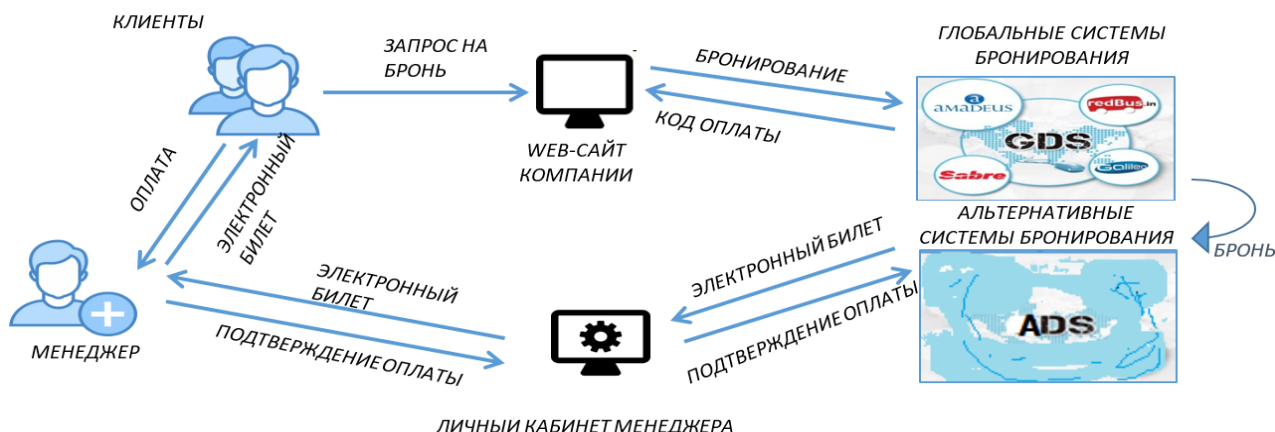 КЛИЕНТЫ
ЗАПРОС НА
БРОНЬ
WEB-САЙТ
КОМПАНИИ
БРОНИРОВАНИЕ
КОД ОПЛАТЫ
ГЛОБАЛЬНЫЕ СИСТЕМЫ
БРОНИРОВАНИЯ
amadeus
redBus.in
GDS
Sabre
Galileo
ОПЛАТА
ЭЛЕКТРОННЫЙ
БИЛЕТ
МЕНЕДЖЕР
ЭЛЕКТРОННЫЙ
БИЛЕТ
ПОДТВЕРЖДЕНИЕ ОПЛАТЫ
ЛИЧНЫЙ КАБИНЕТ МЕНЕДЖЕРА
ЭЛЕКТРОННЫЙ БИЛЕТ
ПОДТВЕРЖДЕНИЕ ОПЛАТЫ
АЛЬТЕРНАТИВНЫЕ
СИСТЕМЫ БРОНИРОВАНИЯ
БРОНЬ
ADS